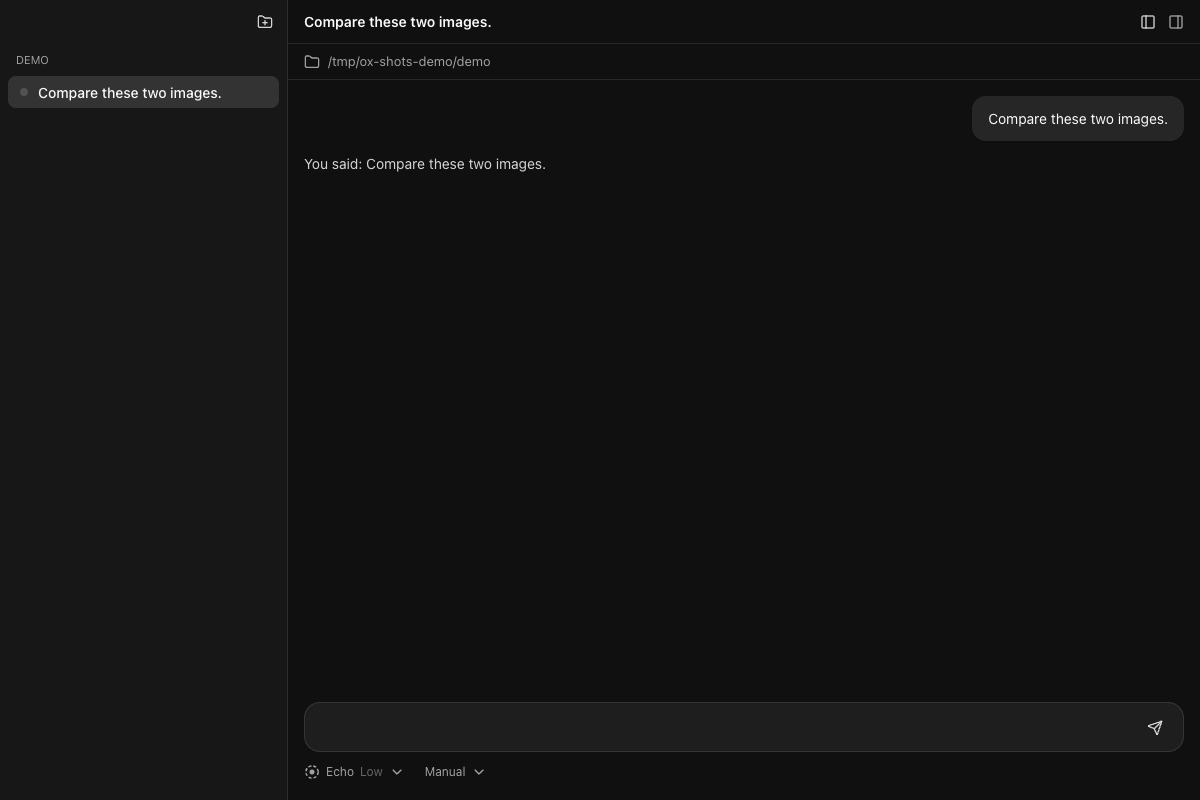 Compare these two images.
DEMO
/tmp/ox-shots-demo/demo
Compare these two images.
Compare these two images.
You said: Compare these two images.
Echo Low
Manual